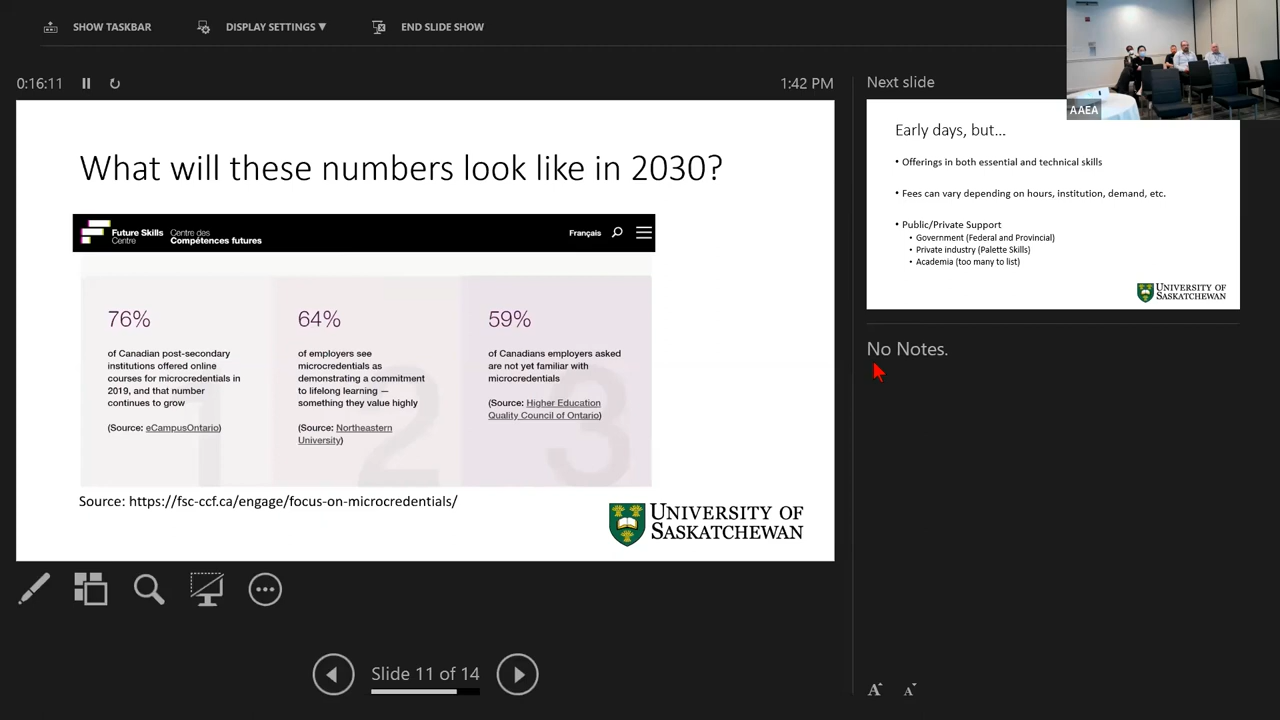 SHOW TASKBAR
DISPLAY SETTINGS ▼
END SLIDE SHOW
0:16:11
1:42 PM
What will these numbers look like in 2030?
Future Skills
Centre
Centre des
Compétences futures
Français
76%
of Canadian post-secondary
institutions offered online
courses for microcredentials in
2019, and that number
continues to grow
(Source: eCampusOntario)
64%
of employers see
microcredentials as
demonstrating a commitment
to lifelong learning —
something they value highly
(Source: Northeastern
University)
59%
of Canadians employers asked
are not yet familiar with
microcredentials
(Source: Higher Education
Quality Council of Ontario)
1
2
3
Source: https://fsc-ccf.ca/engage/focus-on-microcredentials/
UNIVERSITY OF
SASKATCHEWAN
Slide 11 of 14
Next slide
AAEA
Early days, but...
• Offerings in both essential and technical skills
• Fees can vary depending on hours, institution, demand, etc.
• Public/Private Support
• Government (Federal and Provincial)
• Private industry (Palette Skills)
• Academia (too many to list)
UNIVERSITY OF
SASKATCHEWAN
No Notes.
A
A